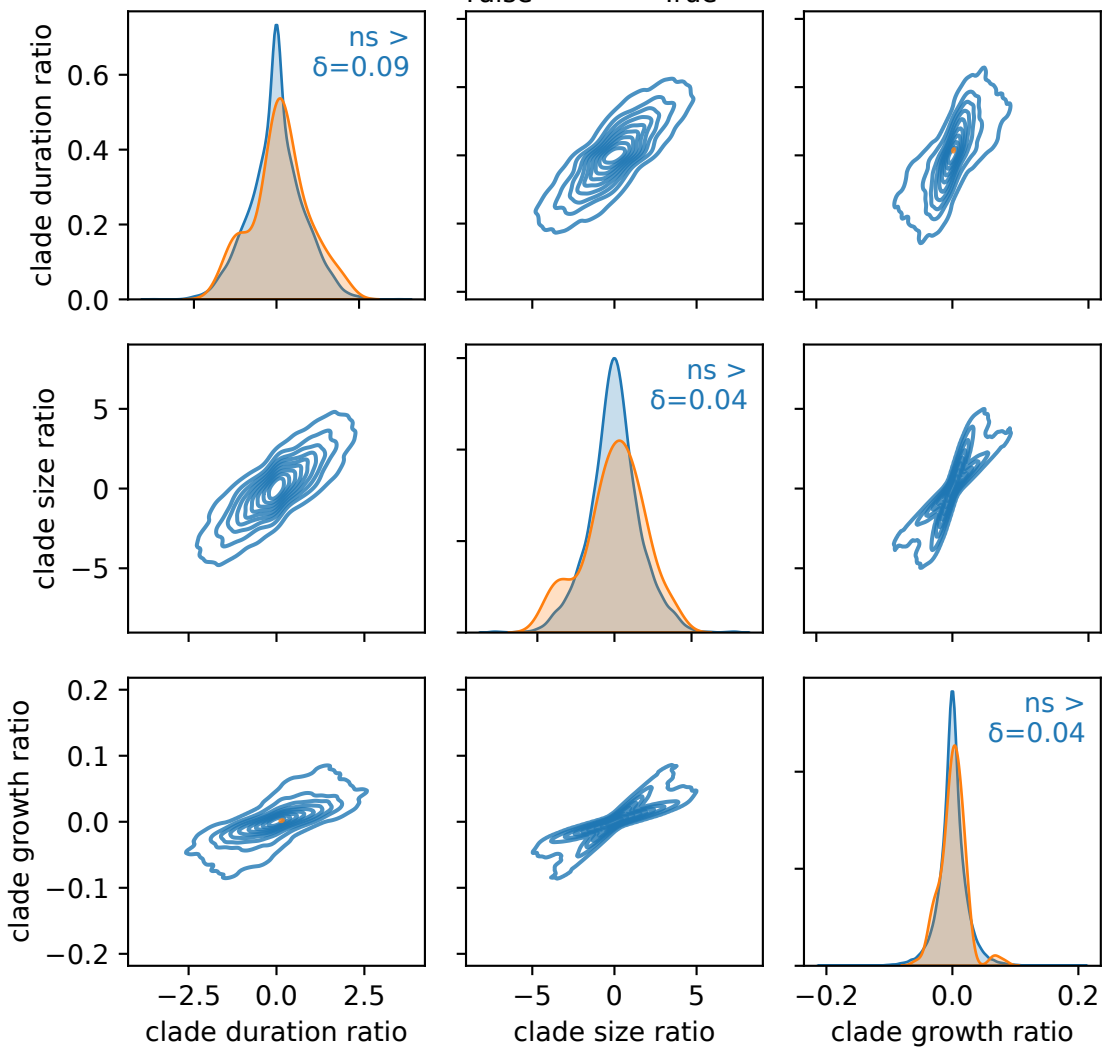 clade duration ratio
0.6
0.4
0.2
0.0
ns >
δ=0.09
clade size ratio
5
0
−5
ns >
δ=0.04
clade growth ratio
0.2
0.1
0.0
−0.1
−0.2
ns >
δ=0.04
−2.5 0.0 2.5
−5 0 5
−0.2 0.0 0.2
clade duration ratio
clade size ratio
clade growth ratio